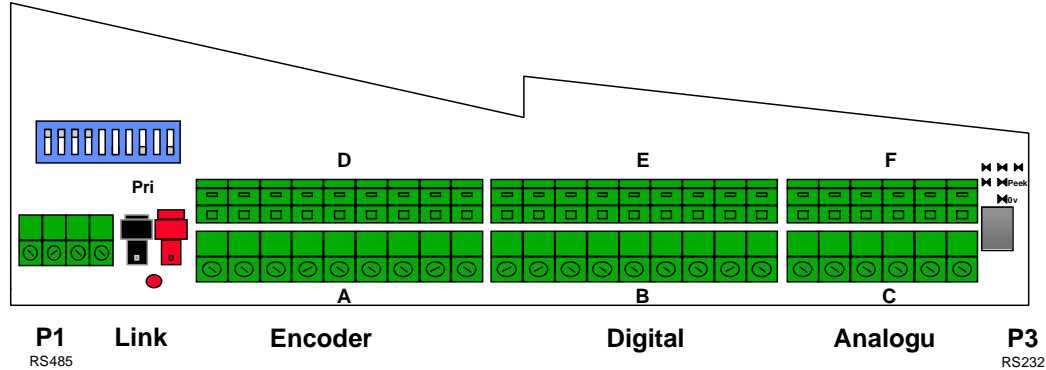 D E F
Pri
Peek
0v
A B C
P1 Link Encoder Digital Analogu P3
RS485 RS232